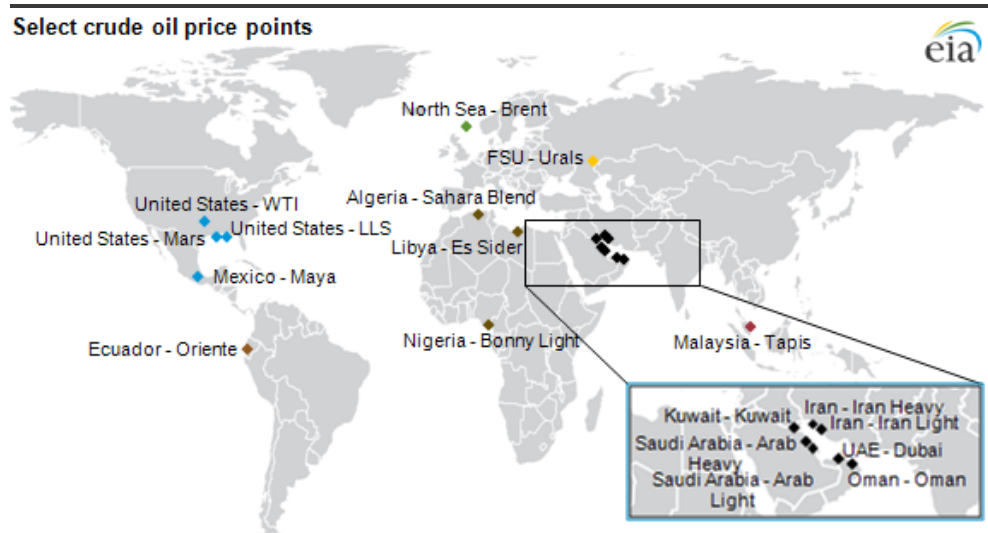 Select crude oil price points
eia
North Sea - Brent
FSU - Urals
Algeria - Sahara Blend
United States - WTI
United States - LLS
United States - Mars
Libya - Es Sider
Mexico - Maya
Nigeria - Bonny Light
Malaysia - Tapis
Ecuador - Oriente
Iran - Iran Heavy
Kuwait - Kuwait
Iran - Iran Light
Saudi Arabia - Arab
Heavy
UAE - Dubai
Saudi Arabia - Arab
Light
Oman - Oman